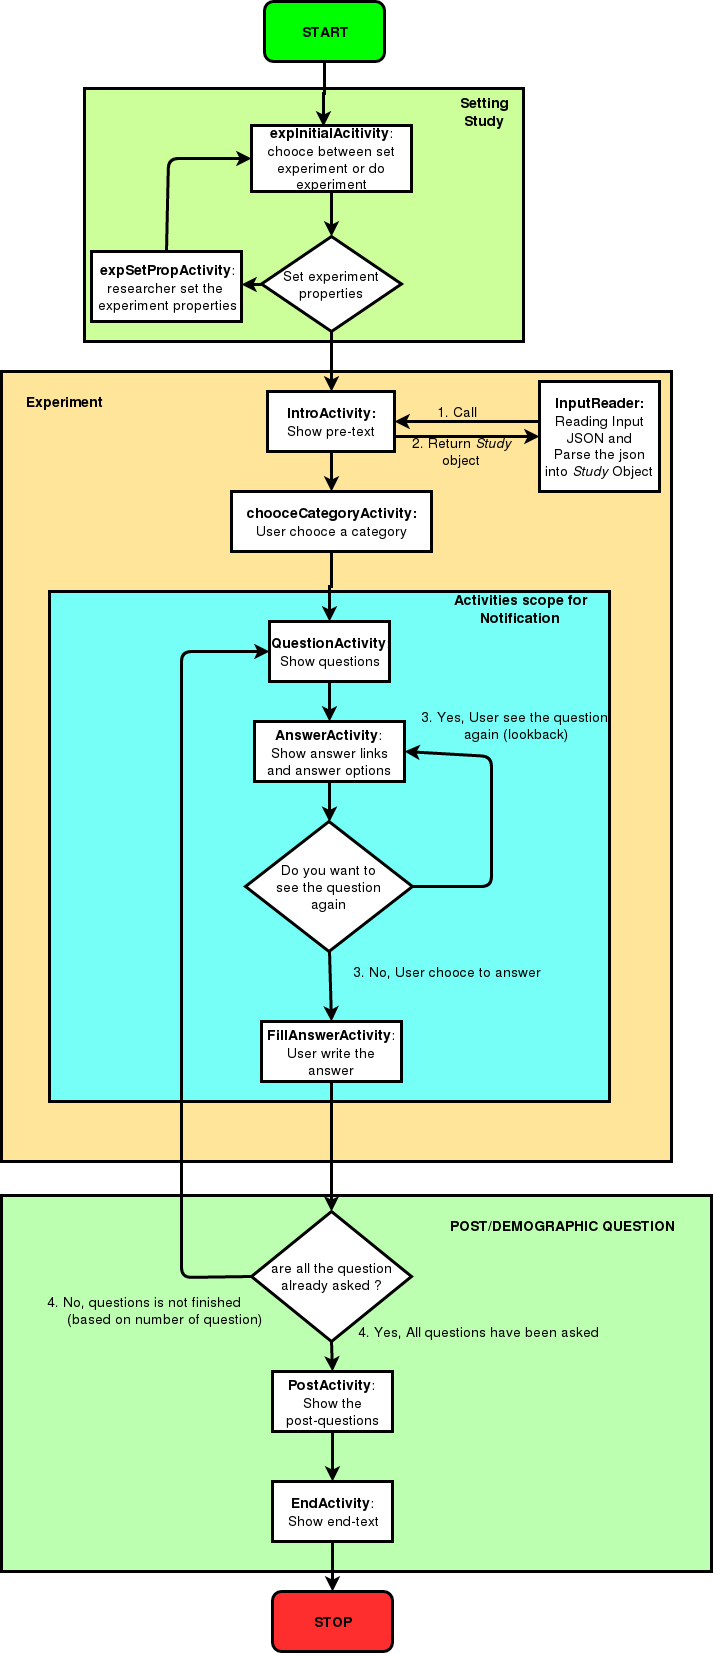 START
Setting
Study
expInitialAcitivity:
chooce between set
experiment or do
experiment
expSetPropActivity:
researcher set the
experiment properties
Set experiment
properties
Experiment
IntroActivity:
Show pre-text
1. Call
2. Return Study
object
InputReader:
Reading Input
JSON and
Parse the json
into Study Object
chooceCategoryActivity:
User chooce a category
Activities scope for
Notification
QuestionActivity
Show questions
AnswerActivity:
Show answer links
and answer options
3. Yes, User see the question
again (lookback)
Do you want to
see the question
again
3. No, User chooce to answer
FillAnswerActivity:
User write the
answer
POST/DEMOGRAPHIC QUESTION
are all the question
already asked ?
4. No, questions is not finished
(based on number of question)
4. Yes, All questions have been asked
PostActivity:
Show the
post-questions
EndActivity:
Show end-text
STOP